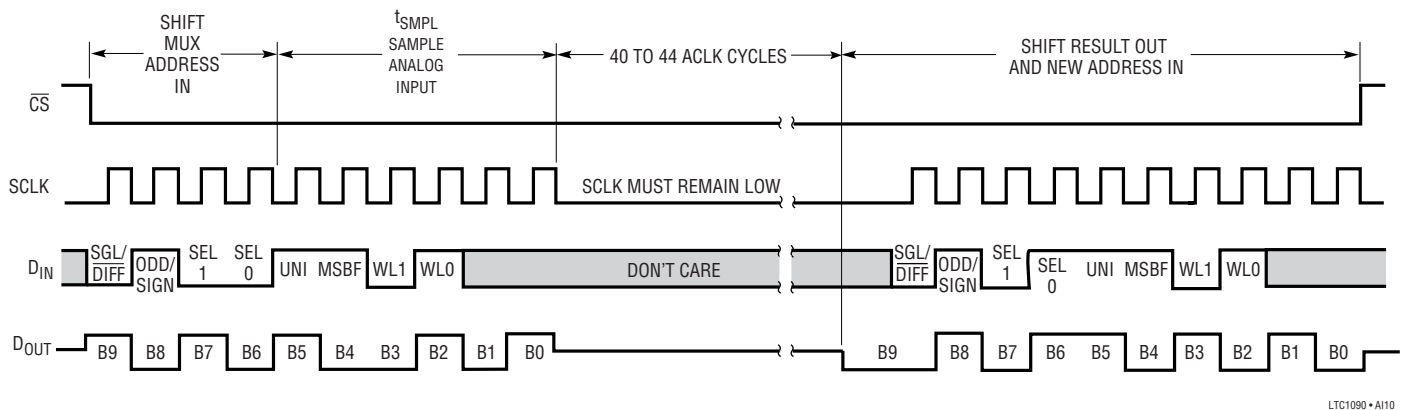 SHIFT
MUX
ADDRESS
IN
tSMPL
SAMPLE
ANALOG
INPUT
40 TO 44 ACLK CYCLES
SHIFT RESULT OUT
AND NEW ADDRESS IN
CS
SCLK
SCLK MUST REMAIN LOW
DIN
SGL/
DIFF
ODD/
SIGN
SEL
1
SEL
0
UNI
MSBF
WL1
WL0
DON'T CARE
SGL/
DIFF
ODD/
SIGN
SEL
1
SEL
0
UNI
MSBF
WL1
WL0
DOUT
B9
B8
B7
B6
B5
B4
B3
B2
B1
B0
B9
B8
B7
B6
B5
B4
B3
B2
B1
B0
LTC1090 • AI10